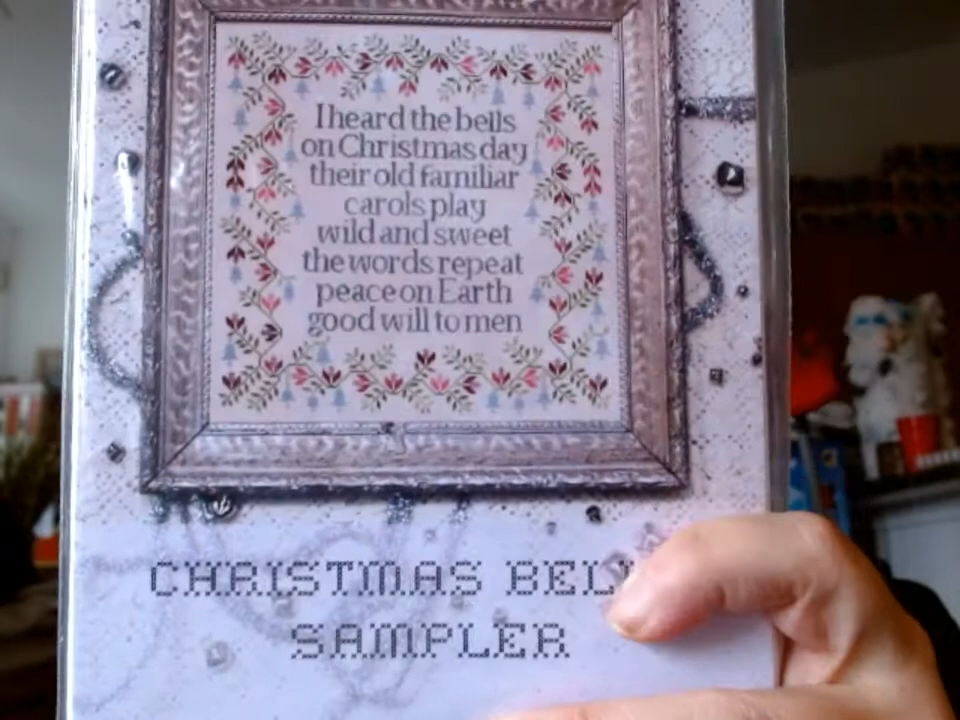 I heard the bells
on Christmas day
their old familiar
carols play
wild and sweet
the words repeat
peace on Earth
good will to men
CHRISTMAS
SAMPLER